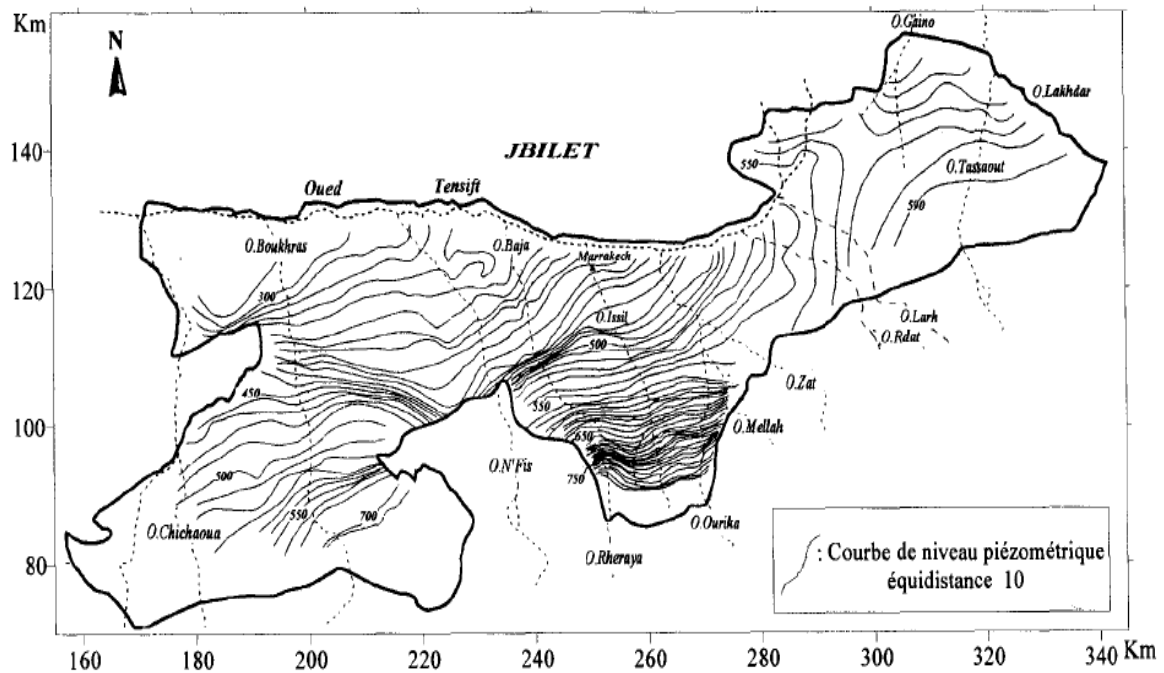 Km
N
O.Gaino
O.Lakhdar
140
JBILET
550
O.Tassaout
Oued
Tensift
590
O.Boukhras
O.Baja
Marrakech
120
300
O.Issil
O.Larh
500
O.Rdat
O.Zat
450
550
100
O.Mellah
650
O.N'Fis
750
500
700
550
O.Chichaoua
O.Ourika
O.Rheraya
80
: Courbe de niveau piézométrique
équidistance 10
160 180 200 220 240 260 280 300 320 340 Km